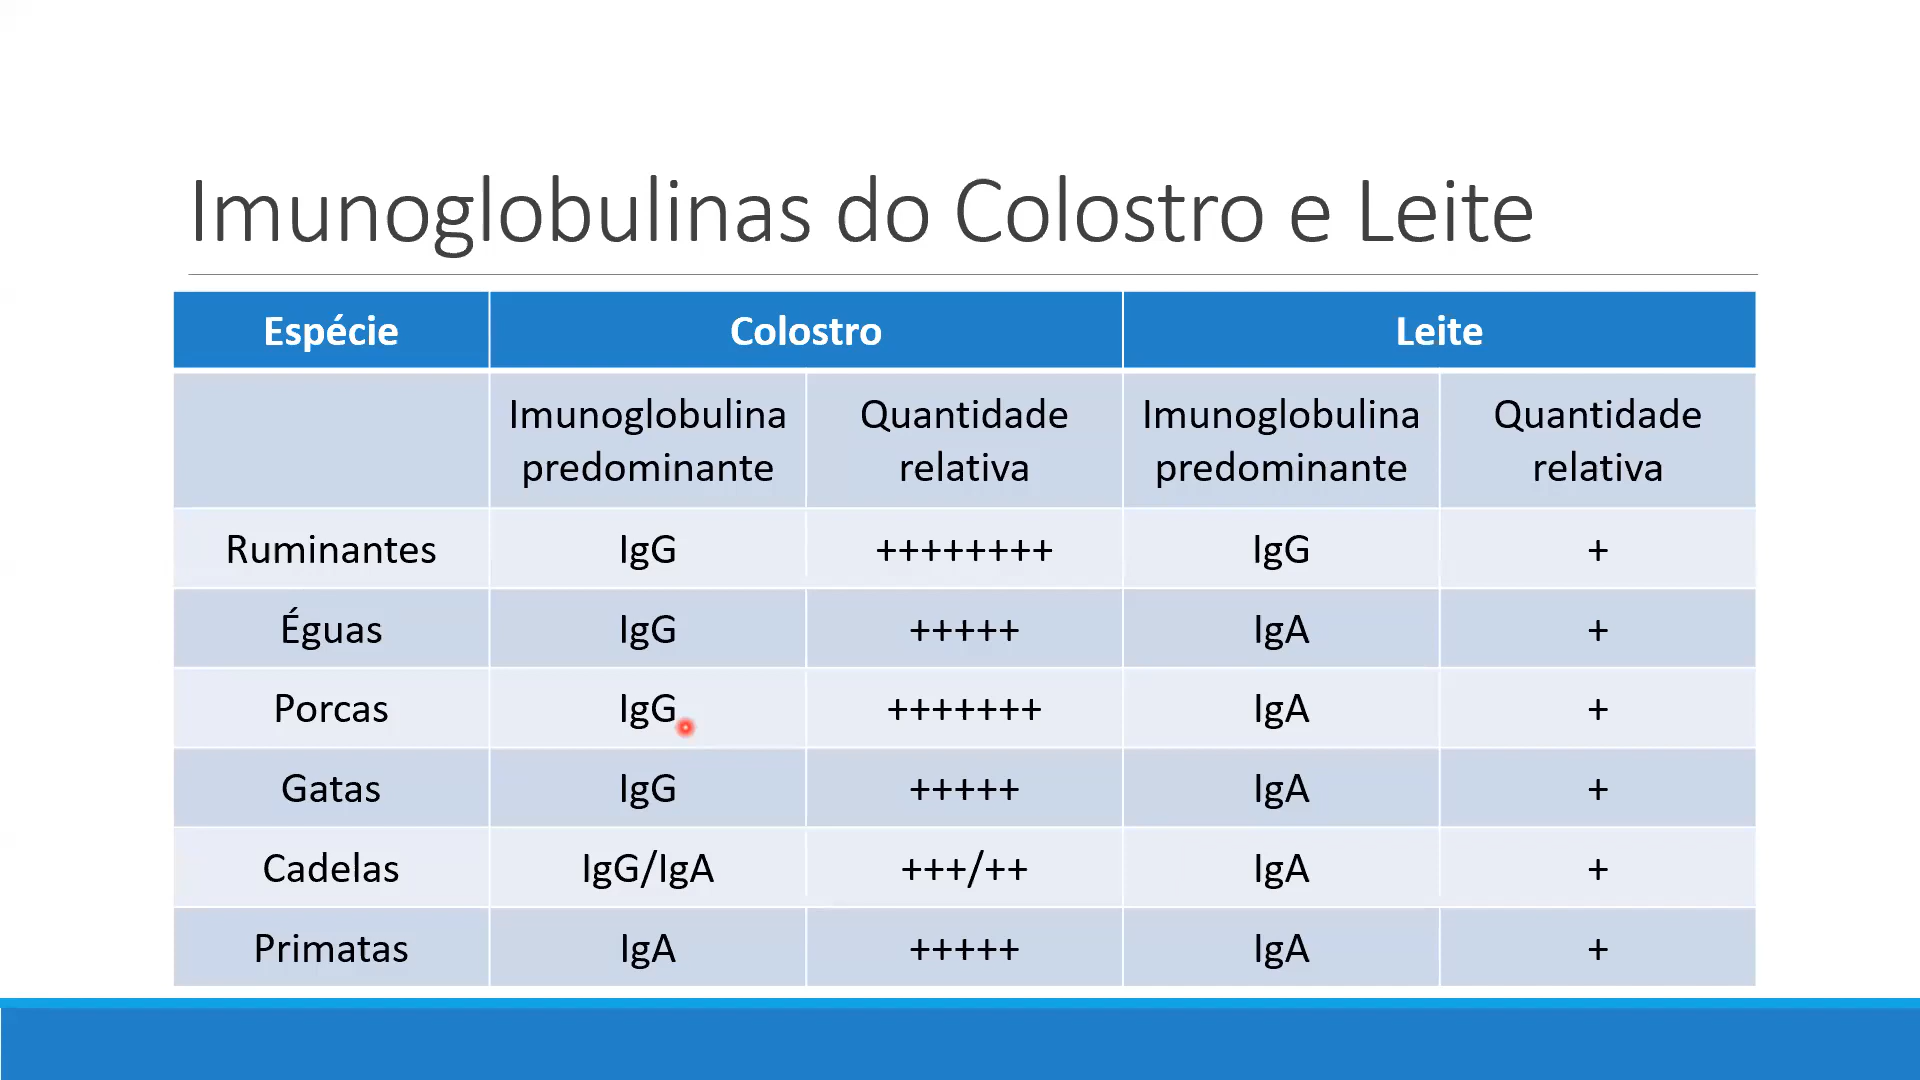 Imunoglobulinas do Colostro e Leite
Espécie Colostro Leite
Imunoglobulina predominante Quantidade relativa Imunoglobulina predominante Quantidade relativa
Ruminantes IgG ++++++++ IgG +
Éguas IgG +++++ IgA +
Porcas IgG +++++++ IgA +
Gatas IgG +++++ IgA +
Cadelas IgG/IgA +++/++ IgA +
Primatas IgA +++++ IgA +